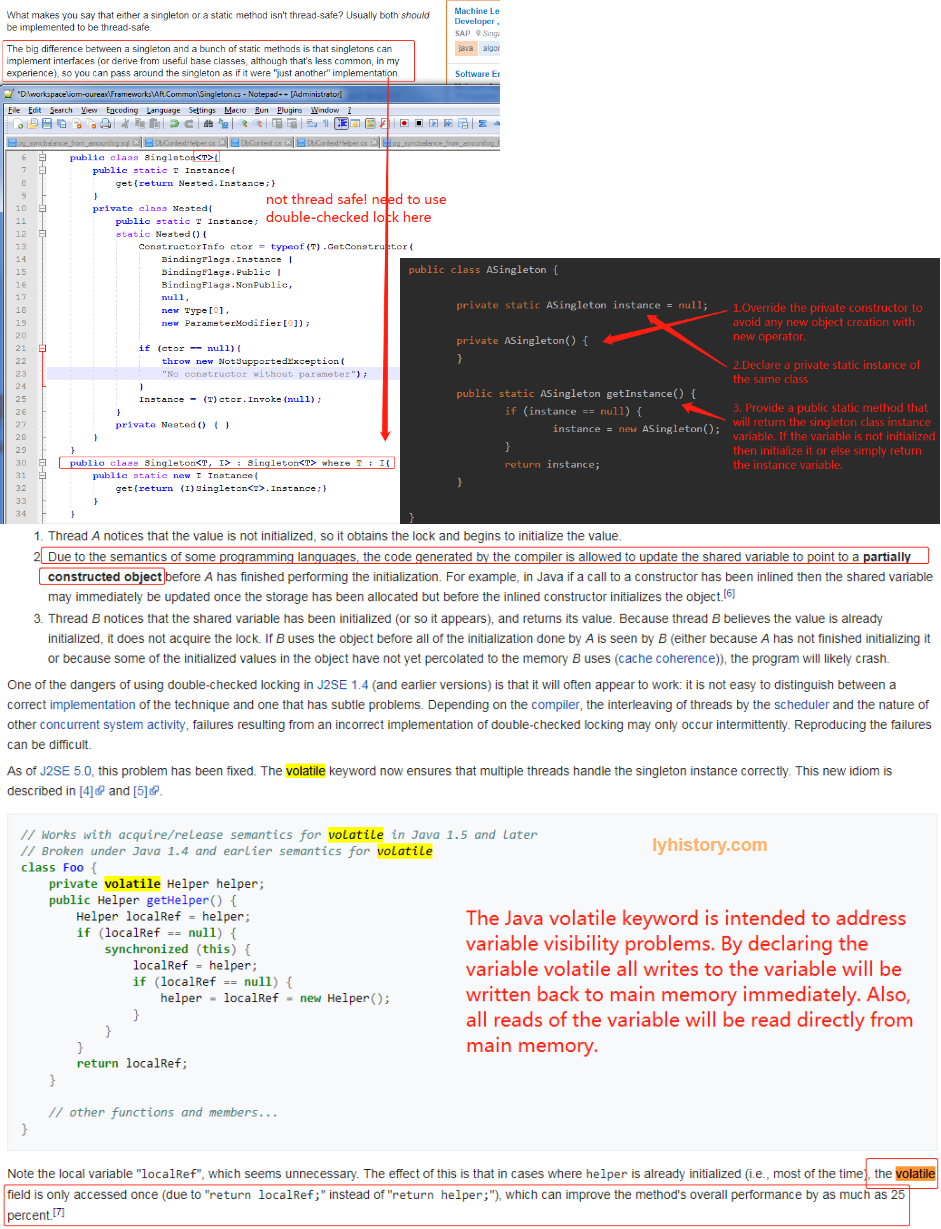 What makes you say that either a singleton or a static method isn't thread-safe? Usually both should
be implemented to be thread-safe.
The big difference between a singleton and a bunch of static methods is that singletons can
implement interfaces (or derive from useful base classes, although that's less common, in my
experience), so you can pass around the singleton as if it were "just another" implementation
Machine Le
Developer ,
SAP
java algor
Software Er
*D:\workspace\iom-oureax\Frameworks\Aft.Common\Singleton.cs - Notepad++ [Administrator]
File Edit Search View Encoding Language Settings Macro Run Plugins Window ?
pg_syncbalance_from_amountlog.sql DbContextHelper.cs DbContext.cs DbContextHelper.cs pg_syncbalance_from_amountlog
6 public class Singleton<T>{
7 public static T Instance{
8 get{return Nested.Instance;}
9 }
10 private class Nested{
11 public static T Instance;
12 static Nested(){
13 ConstructorInfo ctor = typeof(T).GetConstructor(
14 BindingFlags.Instance |
15 BindingFlags.Public |
16 BindingFlags.NonPublic,
17 null,
18 new Type[0],
19 new ParameterModifier[0]);
20
21 if (ctor == null){
22 throw new NotSupportedException(
23 "No constructor without parameter");
24 }
25 Instance = (T)ctor.Invoke(null);
26 }
27 private Nested() { }
28 }
29 }
30 public class Singleton<T, I> : Singleton<T> where T : I{
31 public static new I Instance{
32 get{return (I)Singleton<T>.Instance;}
33 }
34 }
not thread safe! need to use
double-checked lock here
public class ASingleton {
private static ASingleton instance = null;
private ASingleton() {
}
public static ASingleton getInstance() {
if (instance == null) {
instance = new ASingleton();
}
return instance;
}
}
1.Override the private constructor to
avoid any new object creation with
new operator.
2.Declare a private static instance of
the same class
3. Provide a public static method that
will return the singleton class instance
variable. If the variable is not initialized
then initialize it or else simply return
the instance variable.
1. Thread A notices that the value is not initialized, so it obtains the lock and begins to initialize the value.
2. Due to the semantics of some programming languages, the code generated by the compiler is allowed to update the shared variable to point to a partially
constructed object before A has finished performing the initialization. For example, in Java if a call to a constructor has been inlined then the shared variable
may immediately be updated once the storage has been allocated but before the inlined constructor initializes the object.[6]
3. Thread B notices that the shared variable has been initialized (or so it appears), and returns its value. Because thread B believes the value is already
initialized, it does not acquire the lock. If B uses the object before all of the initialization done by A is seen by B (either because A has not finished initializing it
or because some of the initialized values in the object have not yet percolated to the memory B uses (cache coherence)), the program will likely crash.
One of the dangers of using double-checked locking in J2SE 1.4 (and earlier versions) is that it will often appear to work: it is not easy to distinguish between a
correct implementation of the technique and one that has subtle problems. Depending on the compiler, the interleaving of threads by the scheduler and the nature of
other concurrent system activity, failures resulting from an incorrect implementation of double-checked locking may only occur intermittently. Reproducing the failures
can be difficult.
As of J2SE 5.0, this problem has been fixed. The volatile keyword now ensures that multiple threads handle the singleton instance correctly. This new idiom is
described in [4] and [5].
// Works with acquire/release semantics for volatile in Java 1.5 and later
// Broken under Java 1.4 and earlier semantics for volatile
class Foo {
private volatile Helper helper;
public Helper getHelper() {
Helper localRef = helper;
if (localRef == null) {
synchronized (this) {
localRef = helper;
if (localRef == null) {
helper = localRef = new Helper();
}
}
}
return localRef;
}
// other functions and members...
}
lyhistory.com
The Java volatile keyword is intended to address
variable visibility problems. By declaring the
variable volatile all writes to the variable will be
written back to main memory immediately. Also,
all reads of the variable will be read directly from
main memory.
Note the local variable "localRef", which seems unnecessary. The effect of this is that in cases where helper is already initialized (i.e., most of the time), the volatile
field is only accessed once (due to "return localRef;" instead of "return helper;"), which can improve the method's overall performance by as much as 25
percent.[7]